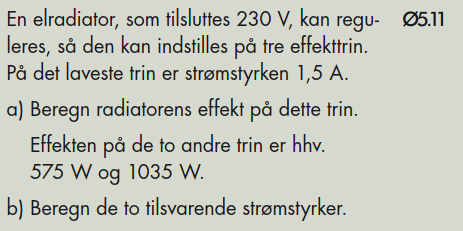 En elradiator, som tilsluttes 230 V, kan regu-
leres, så den kan indstilles på tre effekttrin.
På det laveste trin er strømstyrken 1,5 A.
a) Beregn radiatorens effekt på dette trin.
Effekten på de to andre trin er hhv.
575 W og 1035 W.
b) Beregn de to tilsvarende strømstyrker.
Ø5.11